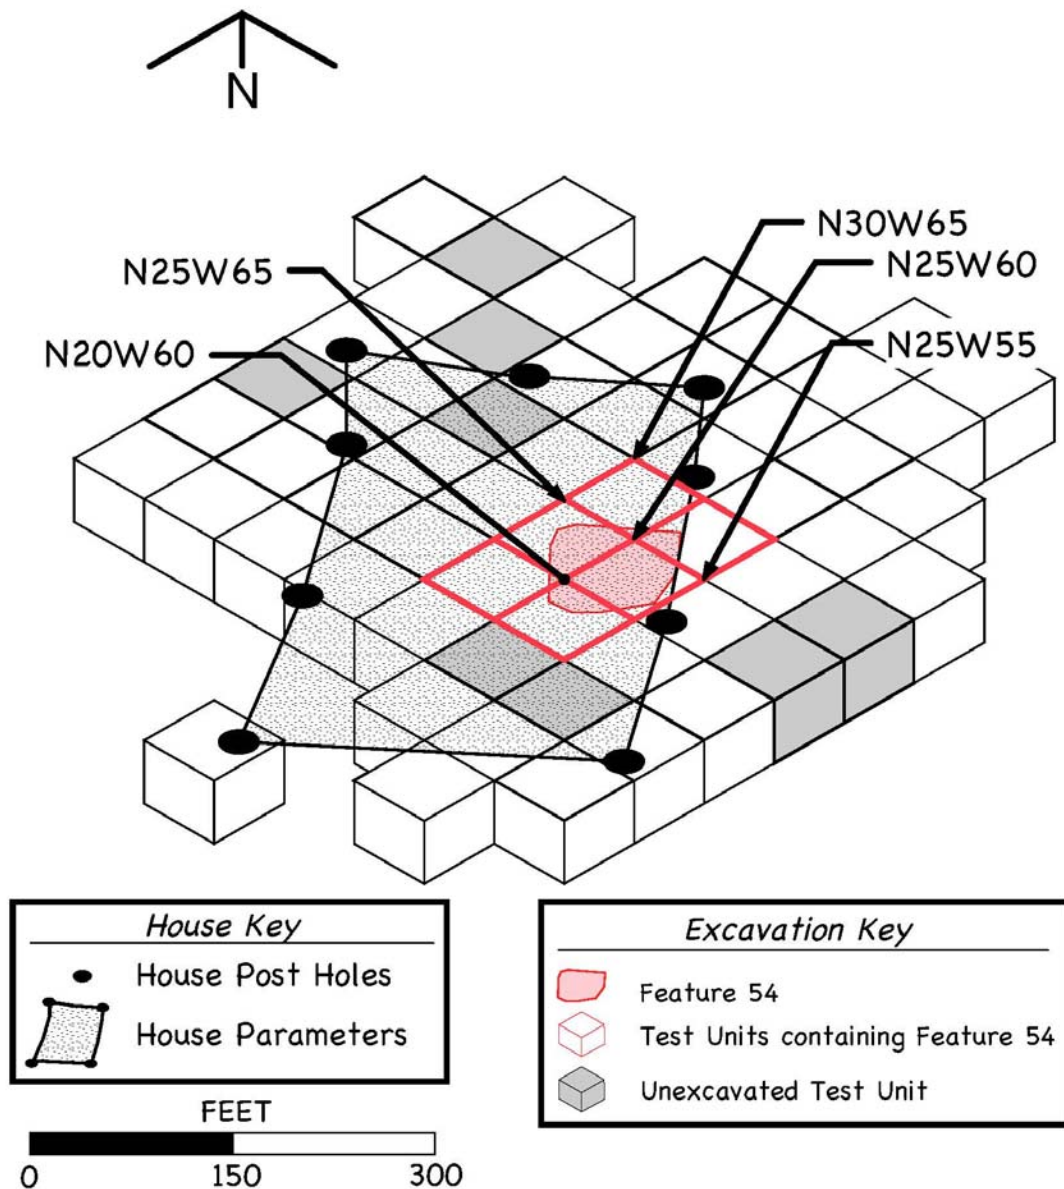 N
N30W65
N25W65
N25W60
N20W60
N25W55
House Key
House Post Holes
House Parameters
FEET
0 150 300
Excavation Key
Feature 54
Test Units containing Feature 54
Unexcavated Test Unit